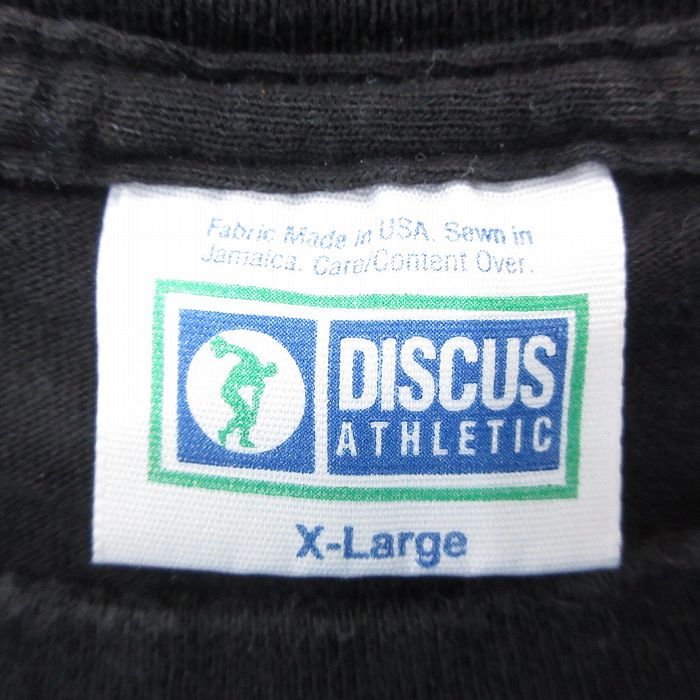 Fabric Made in USA. Sewn in
Jamaica. Care/Content Over.
DISCUS
ATHLETIC
X-Large